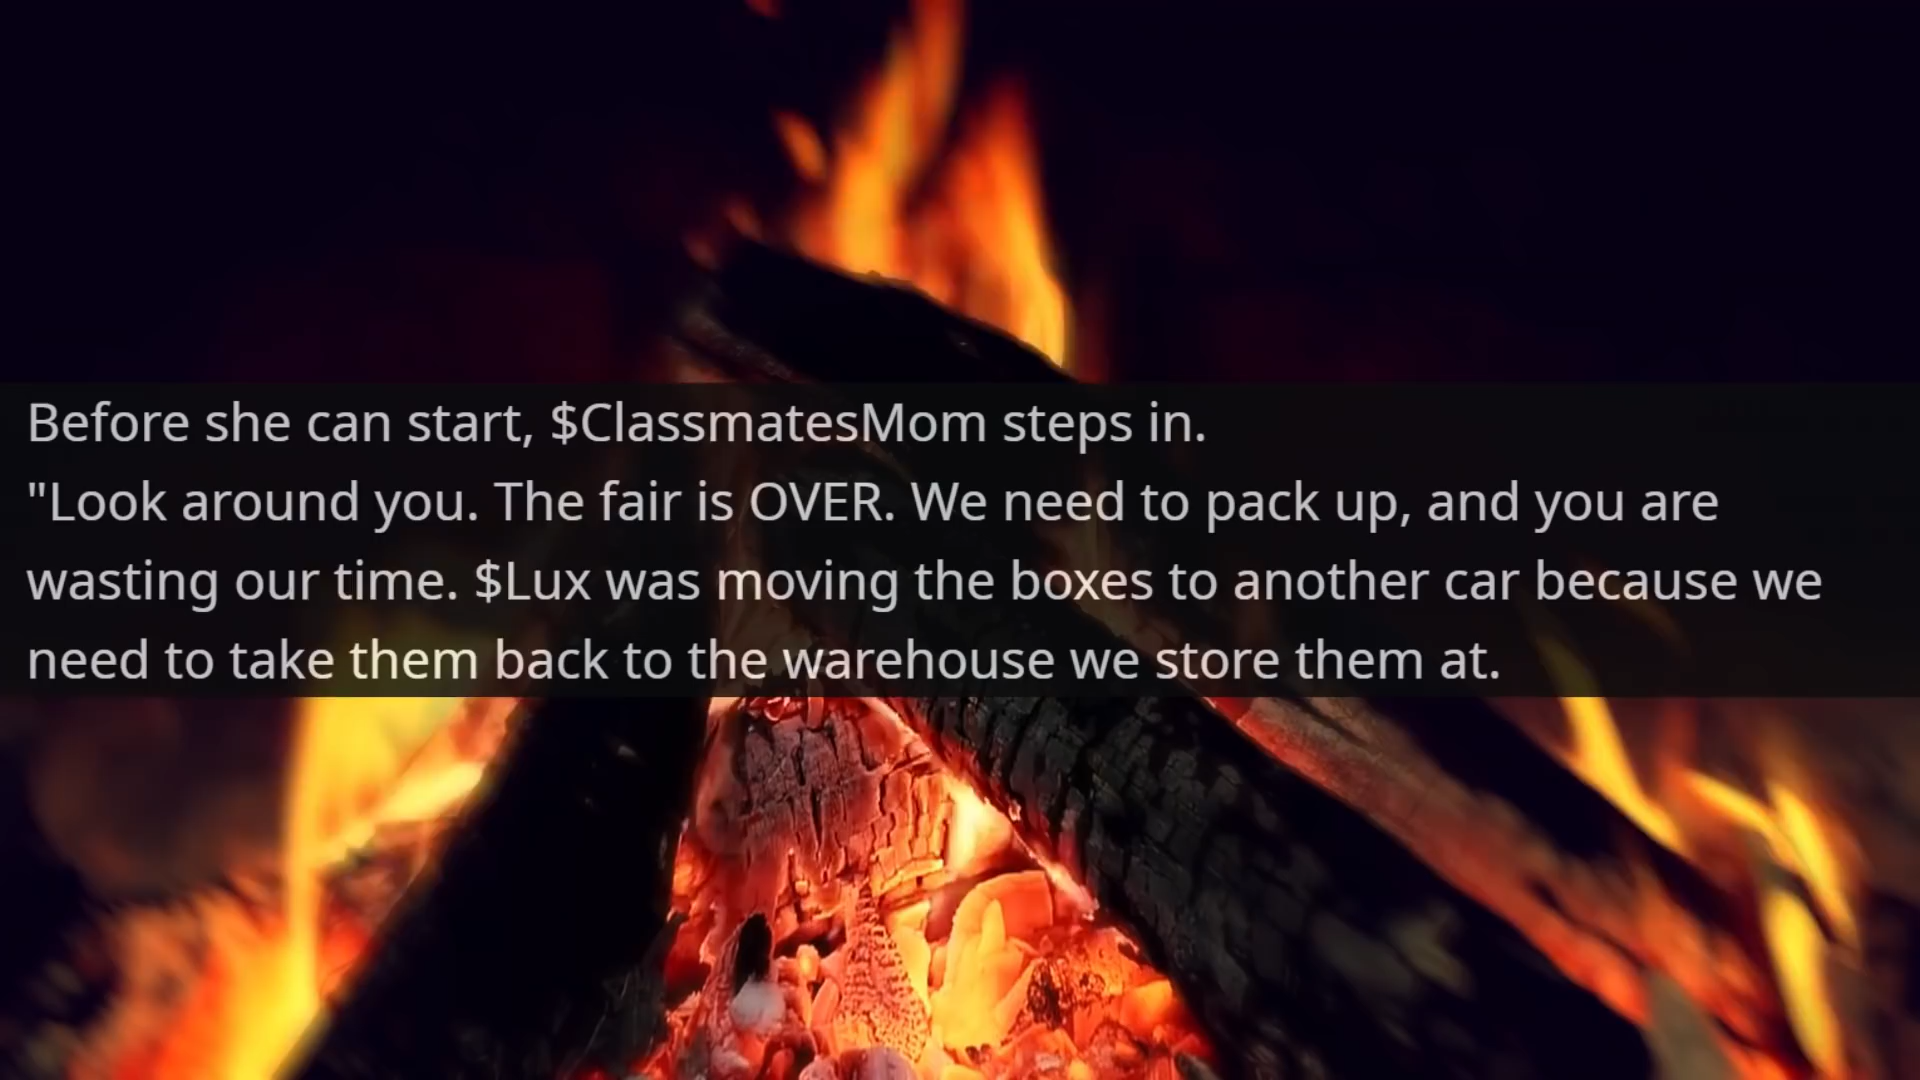 Before she can start, $ClassmatesMom steps in.
"Look around you. The fair is OVER. We need to pack up, and you are
wasting our time. $Lux was moving the boxes to another car because we
need to take them back to the warehouse we store them at.